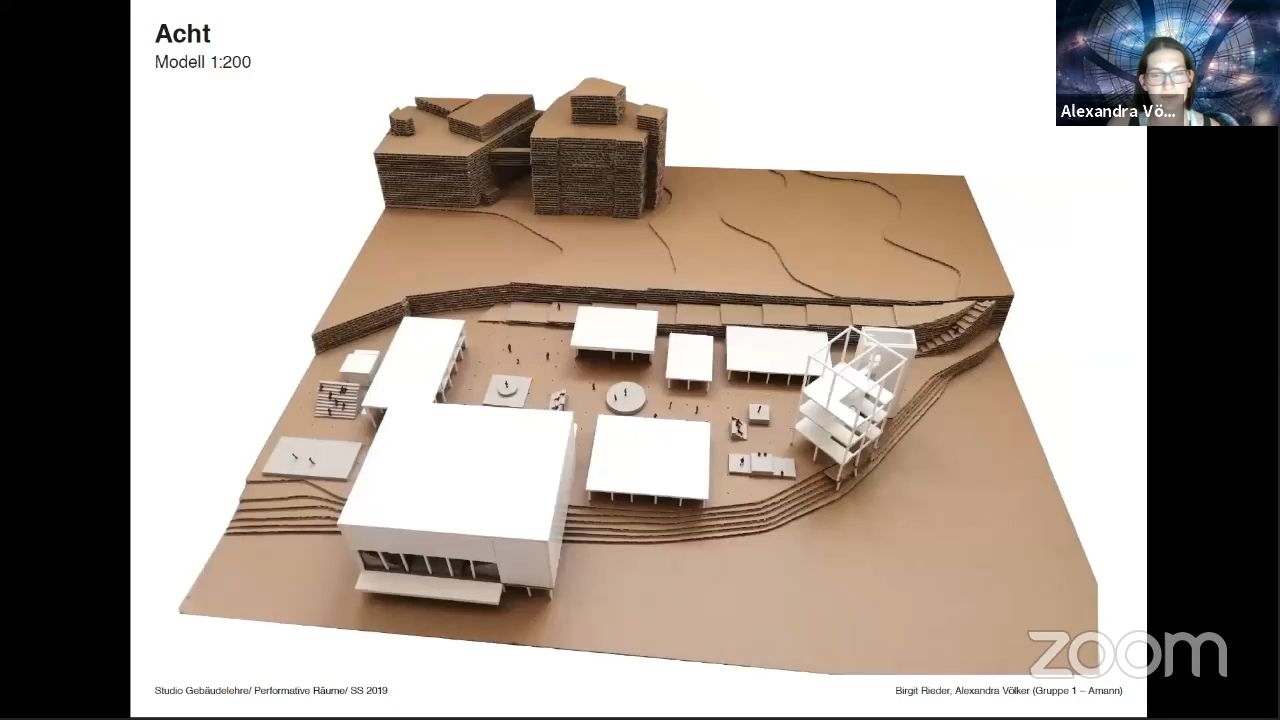 Acht
Modell 1:200
Alexandra Vö...
zoom
Studio Gebäudelehre/ Performative Räume/ SS 2019
Birgit Rieder, Alexandra Völker (Gruppe 1 – Amann)